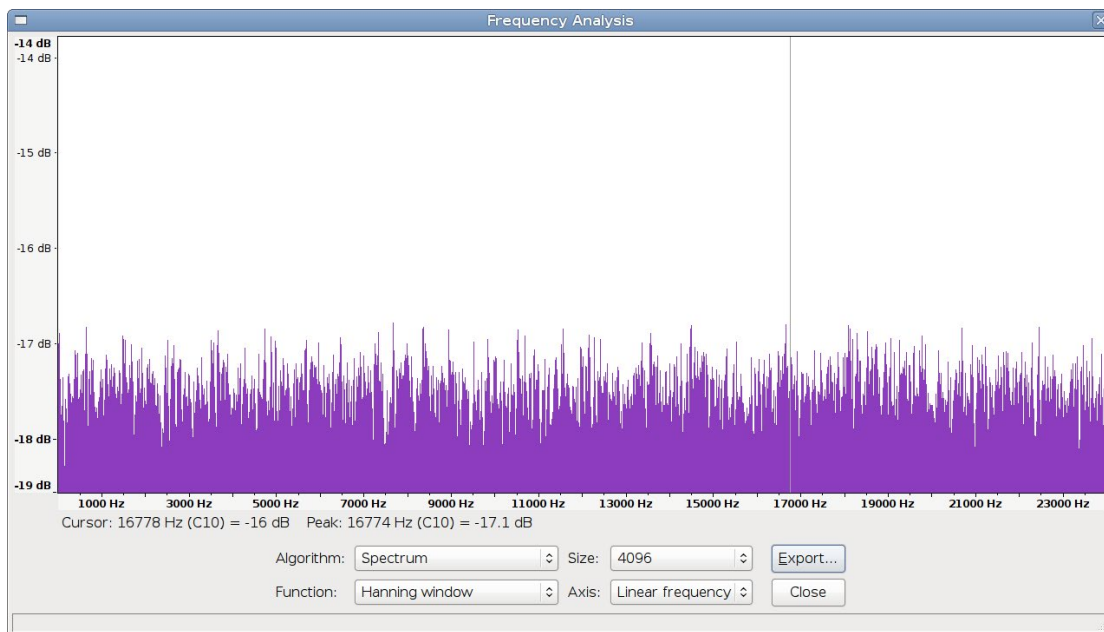 Frequency Analysis
-14 dB
-14 dB
-15 dB
-16 dB
-17 dB
-18 dB
-19 dB
1000 Hz 3000 Hz 5000 Hz 7000 Hz 9000 Hz 11000 Hz 13000 Hz 15000 Hz 17000 Hz 19000 Hz 21000 Hz 23000 Hz
Cursor: 16778 Hz (C10) = -16 dB Peak: 16774 Hz (C10) = -17.1 dB
Algorithm: Spectrum Size: 4096 Export...
Function: Hanning window Axis: Linear frequency Close